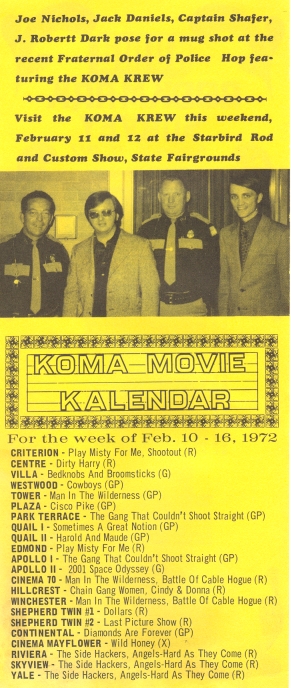 Joe Nichols, Jack Daniels, Captain Shafer,
J. Robertt Dark pose for a mug shot at the
recent Fraternal Order of Police Hop fea-
turing the KOMA KREW
Visit the KOMA KREW this weekend,
February 11 and 12 at the Starbird Rod
and Custom Show, State Fairgrounds
KOMA MOVIE
KALENDAR
For the week of Feb. 10 - 16, 1972
CRITERION - Play Misty For Me, Shootout (R)
CENTRE - Dirty Harry (R)
VILLA - Bedknobs And Broomsticks (G)
WESTWOOD - Cowboys (GP)
TOWER - Man In The Wilderness (GP)
PLAZA - Cisco Pike (GP)
PARK TERRACE - The Gang That Couldn't Shoot Straight (GP)
QUAIL I - Sometimes A Great Notion (GP)
QUAIL II - Harold And Maude (GP)
EDMOND - Play Misty For Me (R)
APOLLO I - The Gang That Couldn't Shoot Straight (GP)
APOLLO II - 2001 Space Odyssey (G)
CINEMA 70 - Man In The Wilderness, Battle Of Cable Hogue (R)
HILLCREST - Chain Gang Women, Cindy & Donna (R)
WINCHESTER - Man In The Wilderness, Battle Of Cable Hogue (R)
SHEPHERD TWIN #1 - Dollars (R)
SHEPHERD TWIN #2 - Last Picture Show (R)
CONTINENTAL - Diamonds Are Forever (GP)
CINEMA MAYFLOWER - Wild Honey (X)
RIVIERA - The Side Hackers, Angels-Hard As They Come (R)
SKYVIEW - The Side Hackers, Angels-Hard As They Come (R)
YALE - The Side Hackers, Angels-Hard As They Come (R)